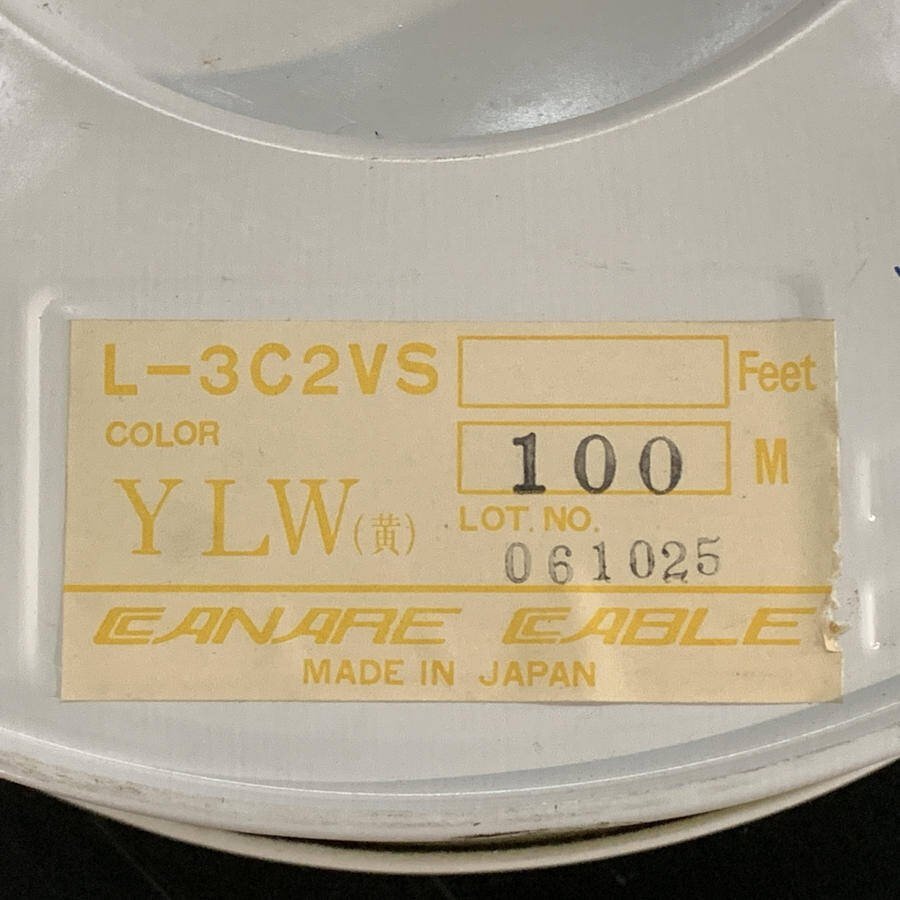 L-3C2VS
Feet
COLOR
100 M
YLW(黄)
LOT. NO.
061025
CANARE CABLE
MADE IN JAPAN